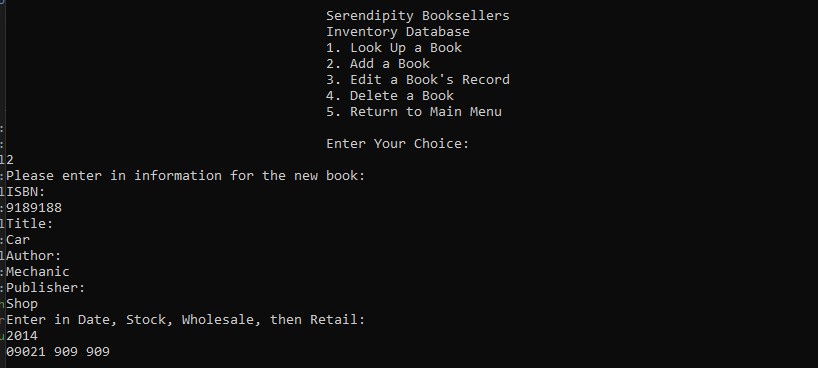 Serendipity Booksellers
Inventory Database
1. Look Up a Book
2. Add a Book
3. Edit a Book's Record
4. Delete a Book
5. Return to Main Menu
Enter Your Choice:
2
Please enter in information for the new book:
ISBN:
9189188
Title:
Car
Author:
Mechanic
Publisher:
Shop
Enter in Date, Stock, Wholesale, then Retail:
2014
09021 909 909